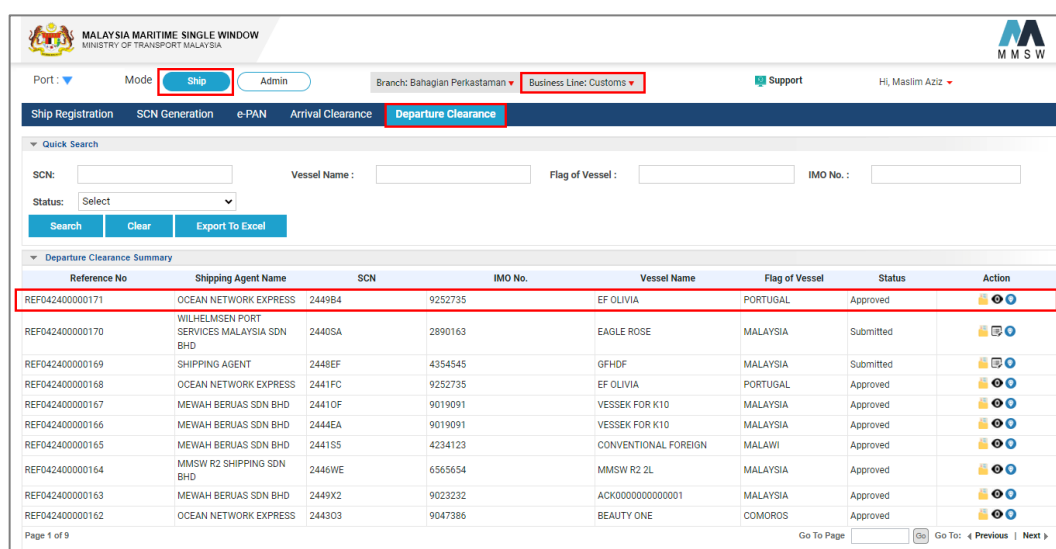 MALAYSIA MARITIME SINGLE WINDOW
MINISTRY OF TRANSPORT MALAYSIA
MMSW
Port : Mode Ship Admin Branch: Bahagian Perkastaman Business Line: Customs Support Hi, Maslim Aziz
Ship Registration SCN Generation e-PAN Arrival Clearance Departure Clearance
Quick Search
SCN: Vessel Name : Flag of Vessel : IMO No. :
Status: Select
Search Clear Export To Excel
Departure Clearance Summary
Reference No Shipping Agent Name SCN IMO No. Vessel Name Flag of Vessel Status Action
REF042400000171 OCEAN NETWORK EXPRESS 2449B4 9252735 EF OLIVIA PORTUGAL Approved
REF042400000170 WILHELMSEN PORT SERVICES MALAYSIA SDN BHD 2440SA 2890163 EAGLE ROSE MALAYSIA Submitted
REF042400000169 SHIPPING AGENT 2448EF 4354545 GFHDF MALAYSIA Submitted
REF042400000168 OCEAN NETWORK EXPRESS 2441FC 9252735 EF OLIVIA PORTUGAL Approved
REF042400000167 MEWAH BERUAS SDN BHD 2441OF 9019091 VESSEK FOR K10 MALAYSIA Approved
REF042400000166 MEWAH BERUAS SDN BHD 2444EA 9019091 VESSEK FOR K10 MALAYSIA Approved
REF042400000165 MEWAH BERUAS SDN BHD 2441S5 4234123 CONVENTIONAL FOREIGN MALAWI Approved
REF042400000164 MMSW R2 SHIPPING SDN BHD 2446WE 6565654 MMSW R2 2L MALAYSIA Approved
REF042400000163 MEWAH BERUAS SDN BHD 2449X2 9023232 ACK0000000000001 MALAYSIA Approved
REF042400000162 OCEAN NETWORK EXPRESS 2443O3 9047386 BEAUTY ONE COMOROS Approved
Page 1 of 9 Go To Page Go Go To: Previous | Next